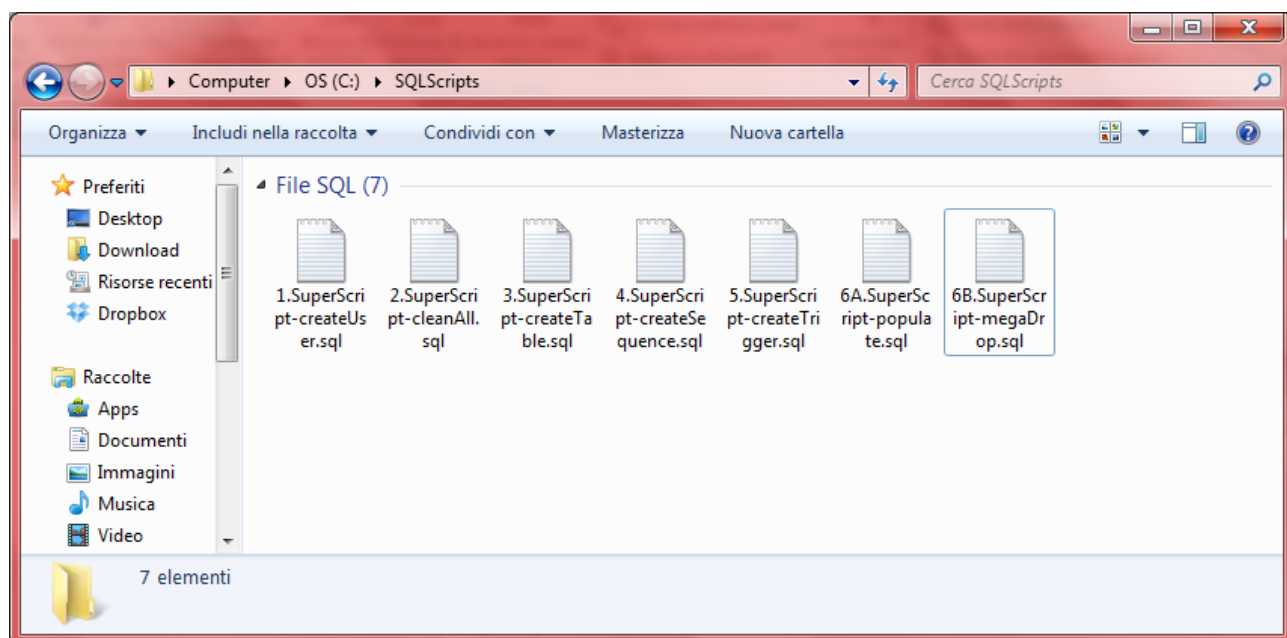 Computer OS (C:) SQLScripts
Cerca SQLScripts
Organizza Includi nella raccolta Condividi con Masterizza Nuova cartella
Preferiti
Desktop
Download
Risorse recenti
Dropbox
Raccolte
Apps
Documenti
Immagini
Musica
Video
File SQL (7)
1.SuperScri
pt-createUs
er.sql
2.SuperScri
pt-cleanAll.
sql
3.SuperScri
pt-createTa
ble.sql
4.SuperScri
pt-createSe
quence.sql
5.SuperScri
pt-createTri
gger.sql
6A.SuperSc
ript-popula
te.sql
6B.SuperScr
ipt-megaDr
op.sql
7 elementi